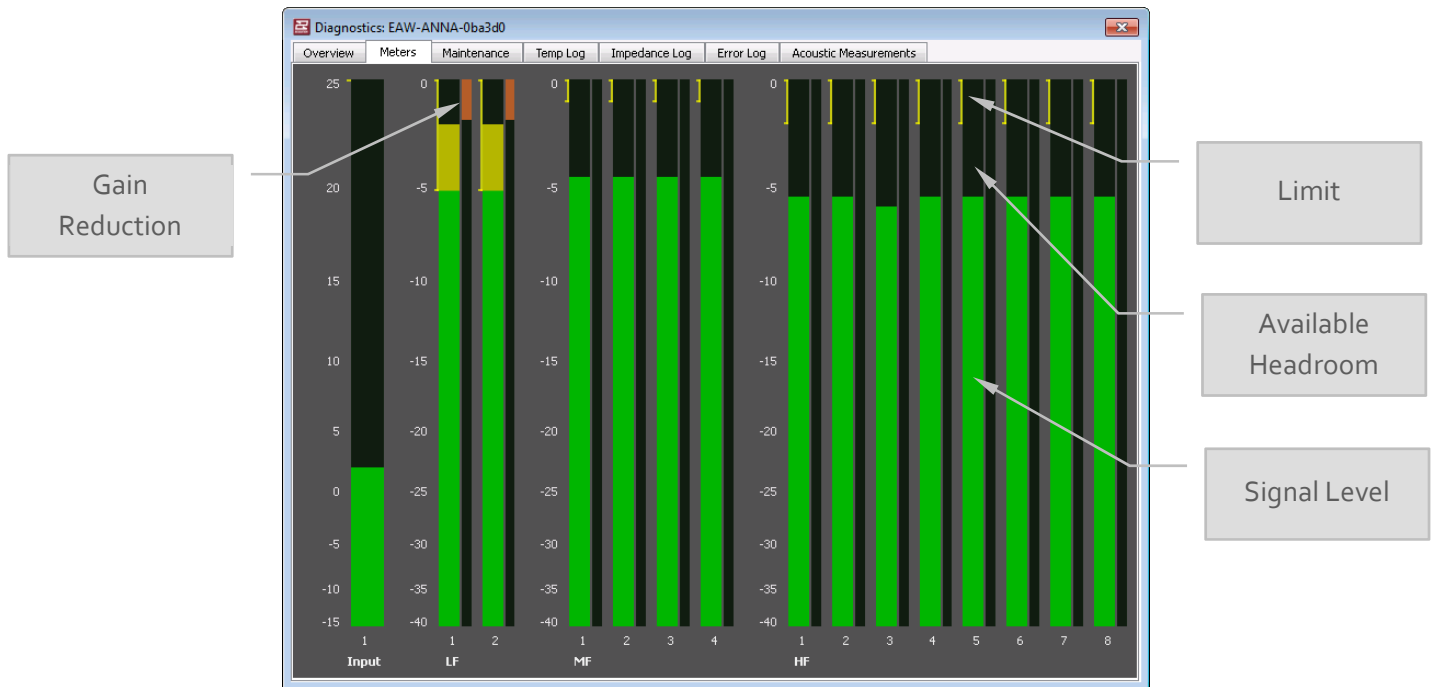 Diagnostics: EAW-ANNA-0ba3d0
Overview Meters Maintenance Temp Log Impedance Log Error Log Acoustic Measurements
25 0 0 0
20 -5 -5 -5
15 -10 -10 -10
10 -15 -15 -15
5 -20 -20 -20
0 -25 -25 -25
-5 -30 -30 -30
-10 -35 -35 -35
-15 -40 -40 -40
1 1 2 1 2 3 4 1 2 3 4 5 6 7 8
Input LF MF HF
Gain
Reduction
Limit
Available
Headroom
Signal Level